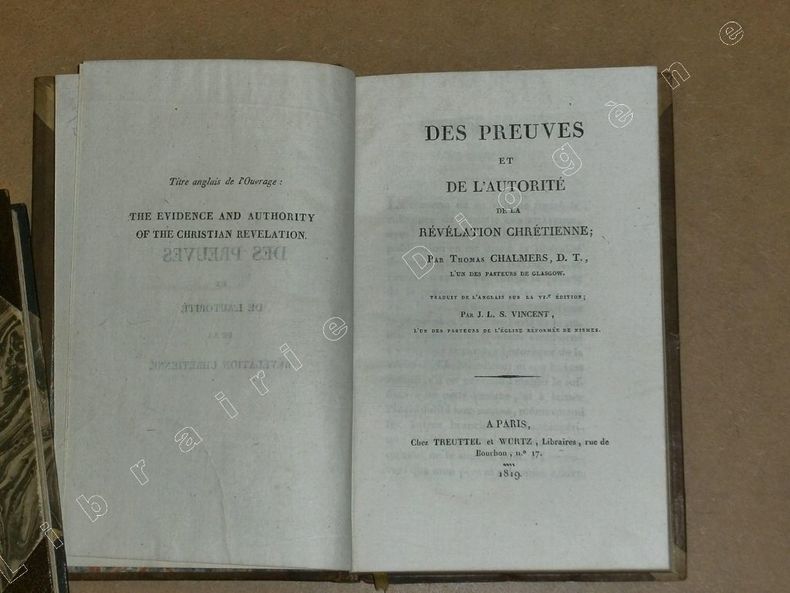 Titre anglais de l'Ouvrage :
THE EVIDENCE AND AUTHORITY
OF THE CHRISTIAN REVELATION.
DES PREUVES
ET
DE L'AUTORITÉ
DE LA
RÉVÉLATION CHRÉTIENNE;
PAR THOMAS CHALMERS, D. T.,
L'UN DES PASTEURS DE GLASGOW.
TRADUIT DE L'ANGLAIS SUR LA VI.e ÉDITION;
PAR J. L. S. VINCENT,
L'UN DES PASTEURS DE L'ÉGLISE RÉFORMÉE DE NISMES.
A PARIS,
Chez TREUTTEL et WÜRTZ, Libraires, rue de
Bourbon, n.º 17.
1819.
Librairie Diogène